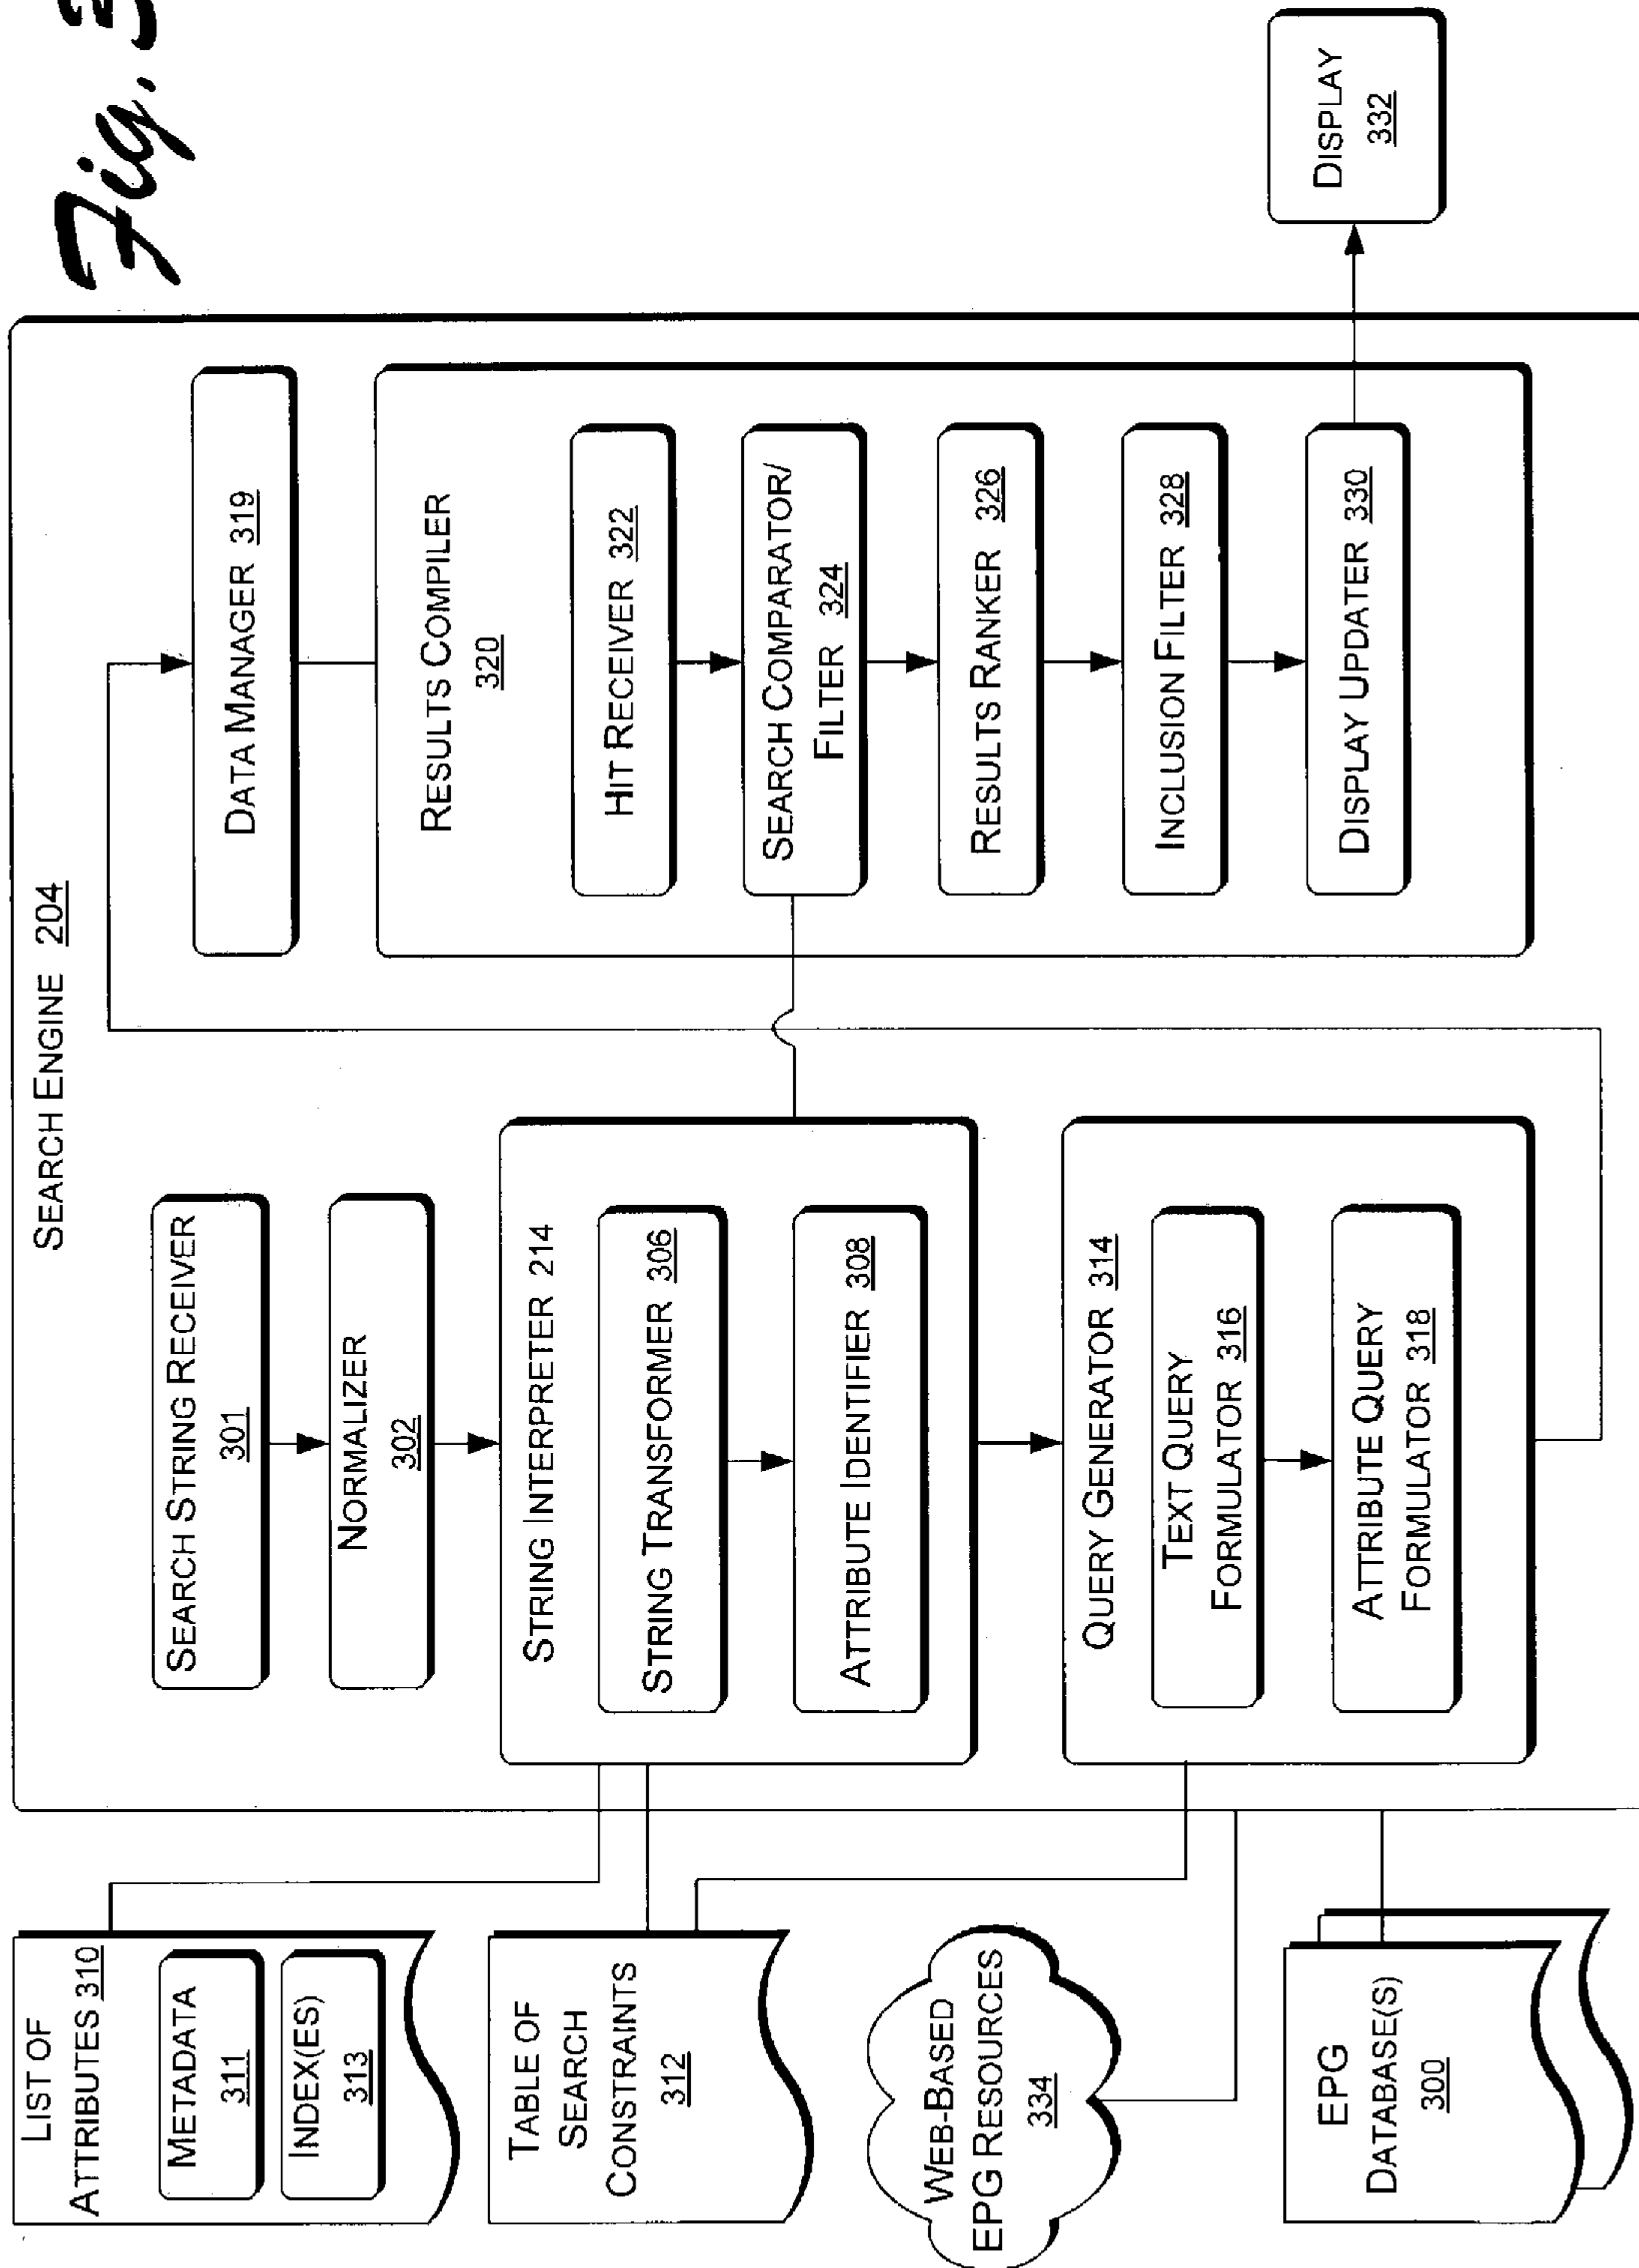 Fig. 3
SEARCH ENGINE 204
LIST OF
ATTRIBUTES 310
METADATA
311
INDEX(ES)
313
TABLE OF
SEARCH
CONSTRAINTS
312
WEB-BASED
EPG RESOURCES
334
EPG
DATABASE(S)
300
SEARCH STRING RECEIVER
301
NORMALIZER
302
STRING INTERPRETER 214
STRING TRANSFORMER 306
ATTRIBUTE IDENTIFIER 308
QUERY GENERATOR 314
TEXT QUERY
FORMULATOR 316
ATTRIBUTE QUERY
FORMULATOR 318
DATA MANAGER 319
RESULTS COMPILER
320
HIT RECEIVER 322
SEARCH COMPARATOR/
FILTER 324
RESULTS RANKER 326
INCLUSION FILTER 328
DISPLAY UPDATER 330
DISPLAY
332